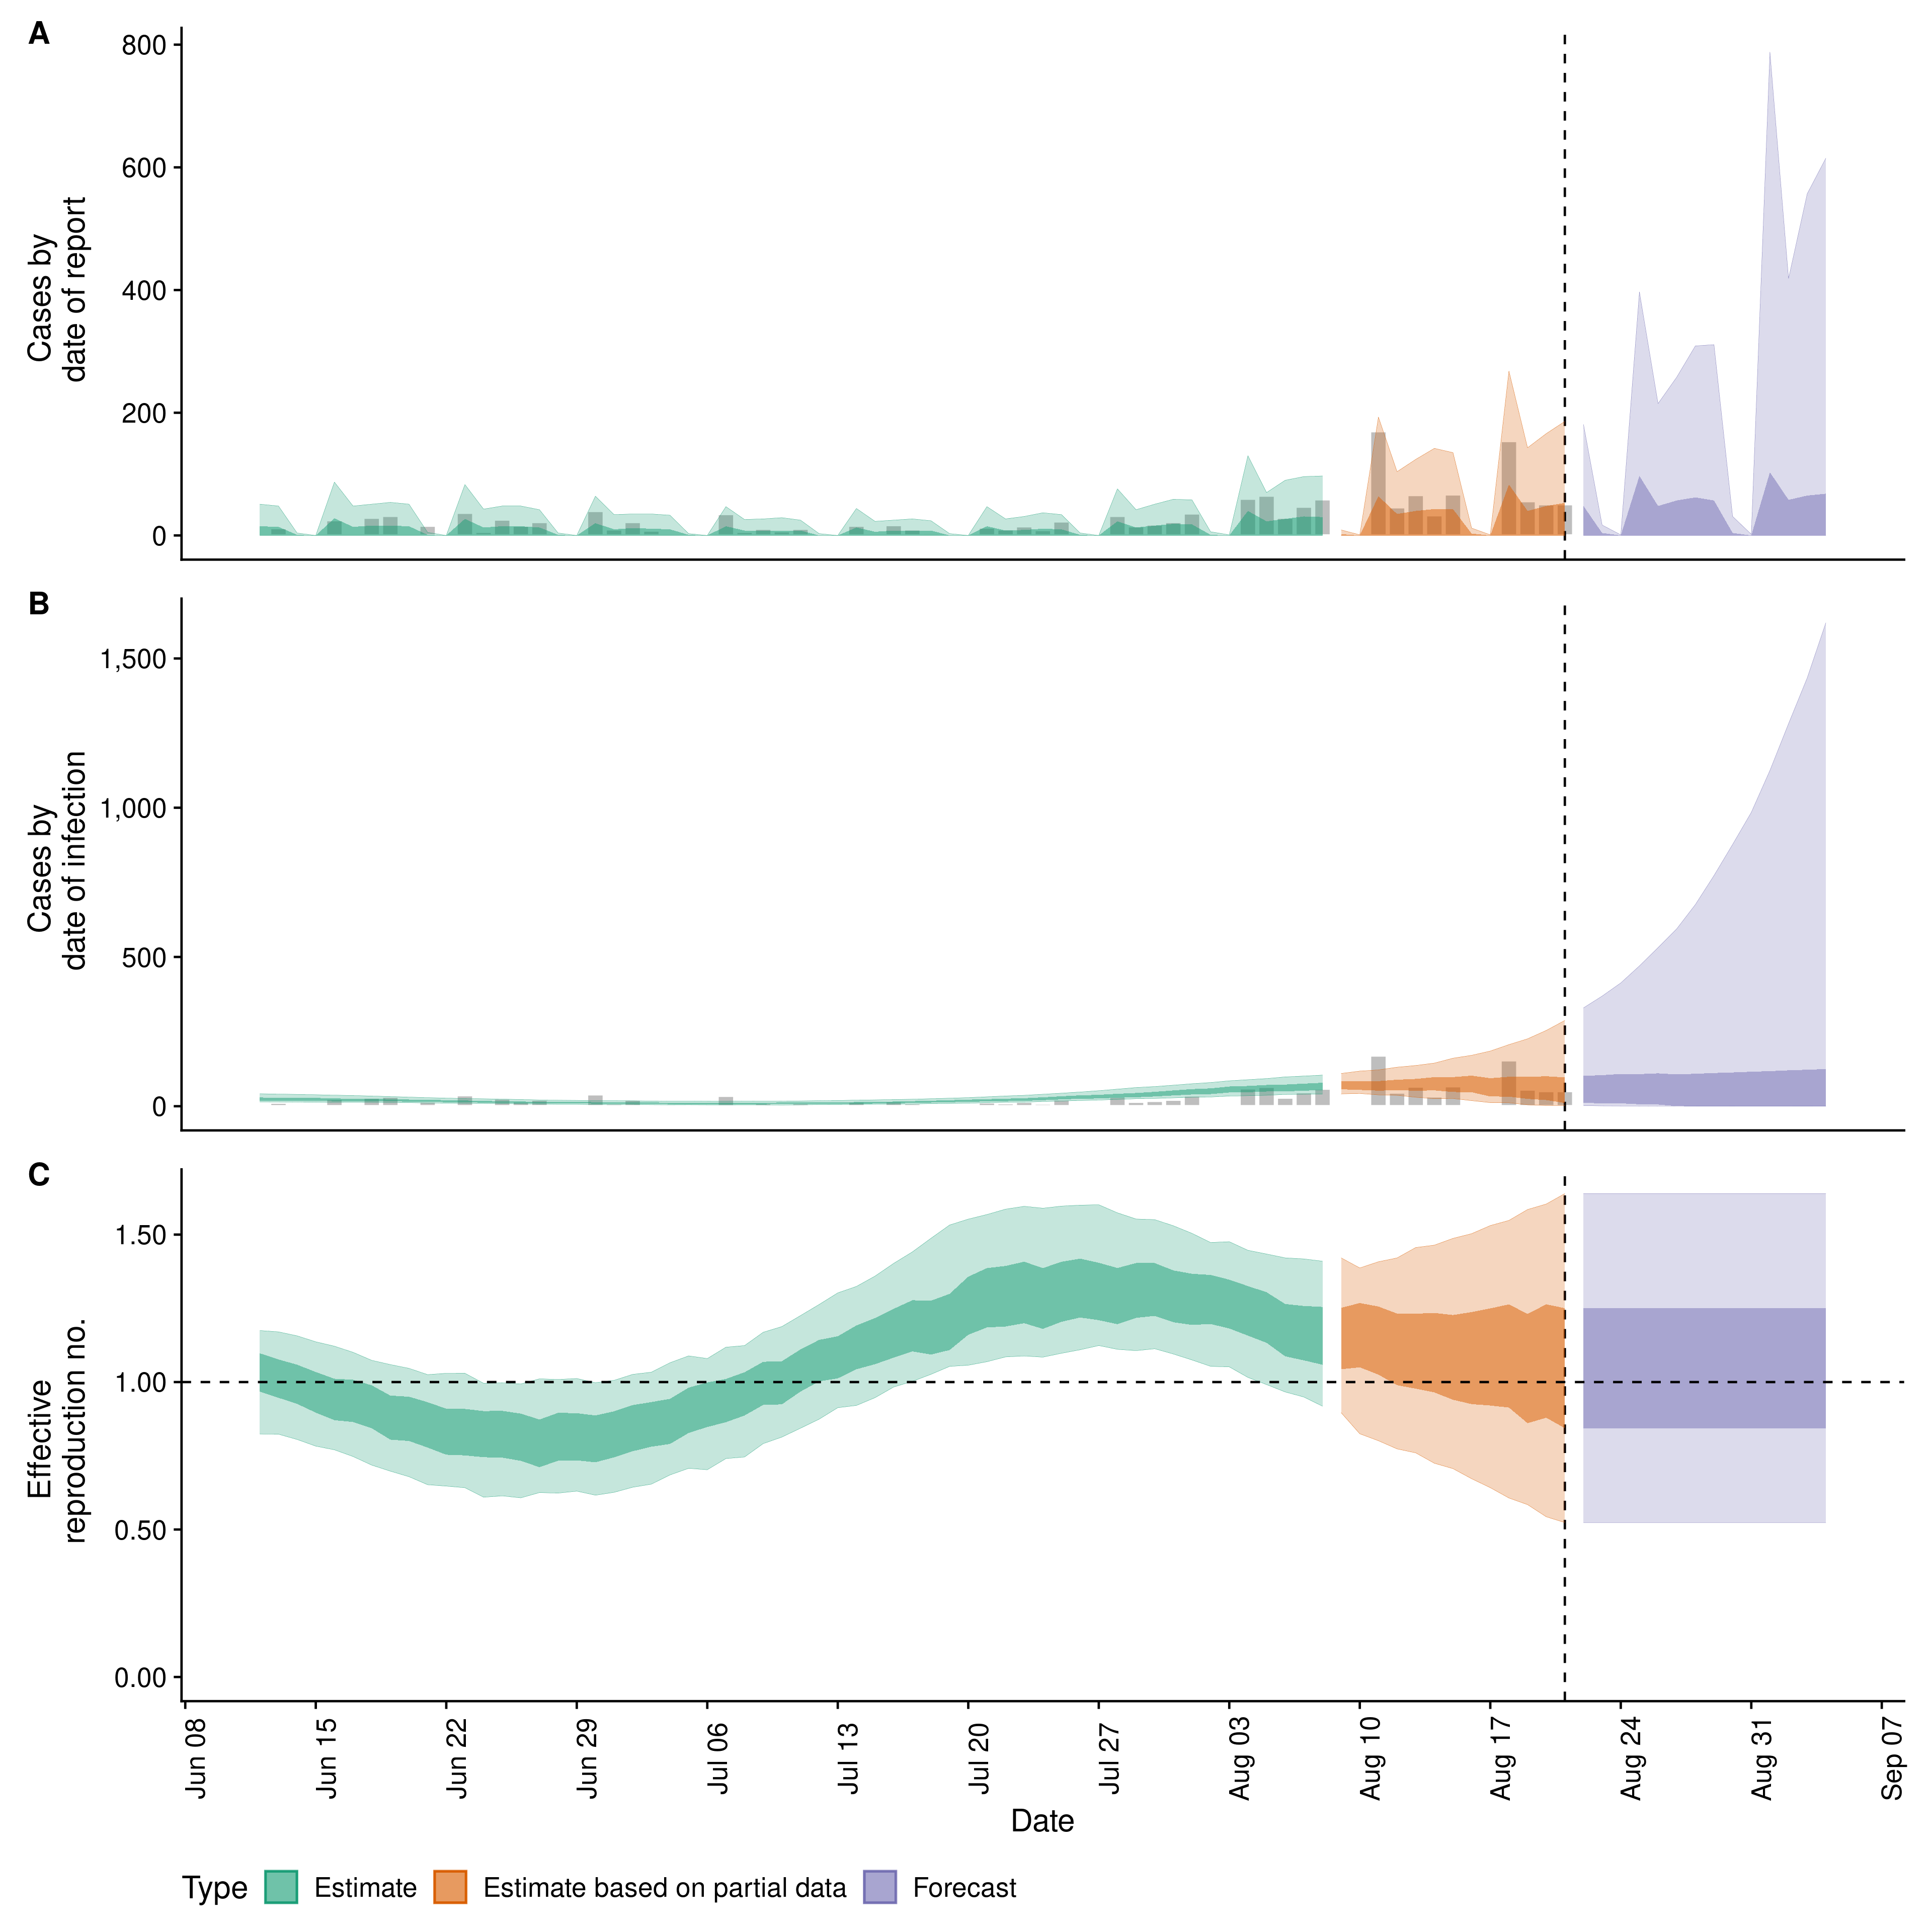 A
800
600
400
200
0
Cases by
date of report
B
1,500
1,000
500
0
Cases by
date of infection
C
1.50
1.00
0.50
0.00
Effective
reproduction no.
Jun 08
Jun 15
Jun 22
Jun 29
Jul 06
Jul 13
Jul 20
Jul 27
Aug 03
Aug 10
Aug 17
Aug 24
Aug 31
Sep 07
Date
Type Estimate Estimate based on partial data Forecast